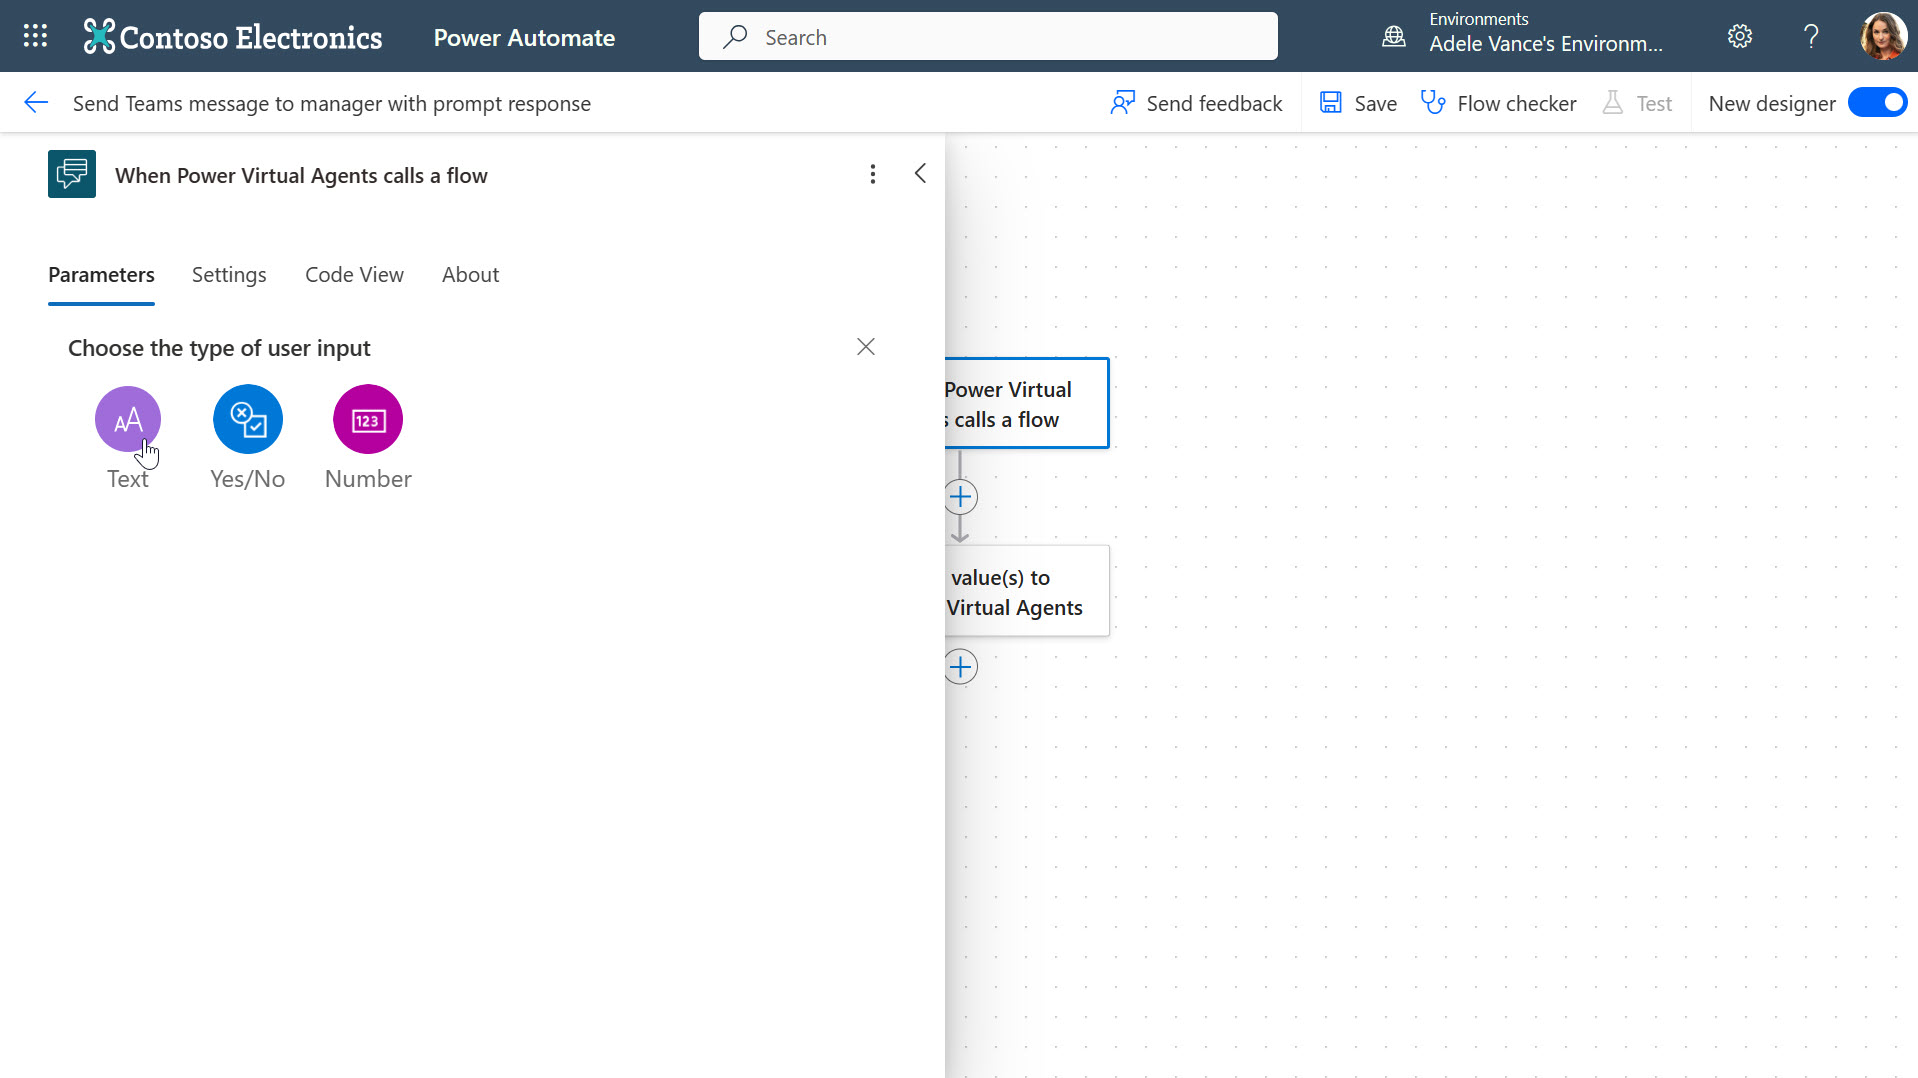 Contoso Electronics
Power Automate
Search
Environments
Adele Vance's Environm...
?
Send Teams message to manager with prompt response
Send feedback
Save
Flow checker
Test
New designer
When Power Virtual Agents calls a flow
Parameters
Settings
Code View
About
Choose the type of user input
AA
123
Text
Yes/No
Number
Power Virtual
s calls a flow
value(s) to
Virtual Agents